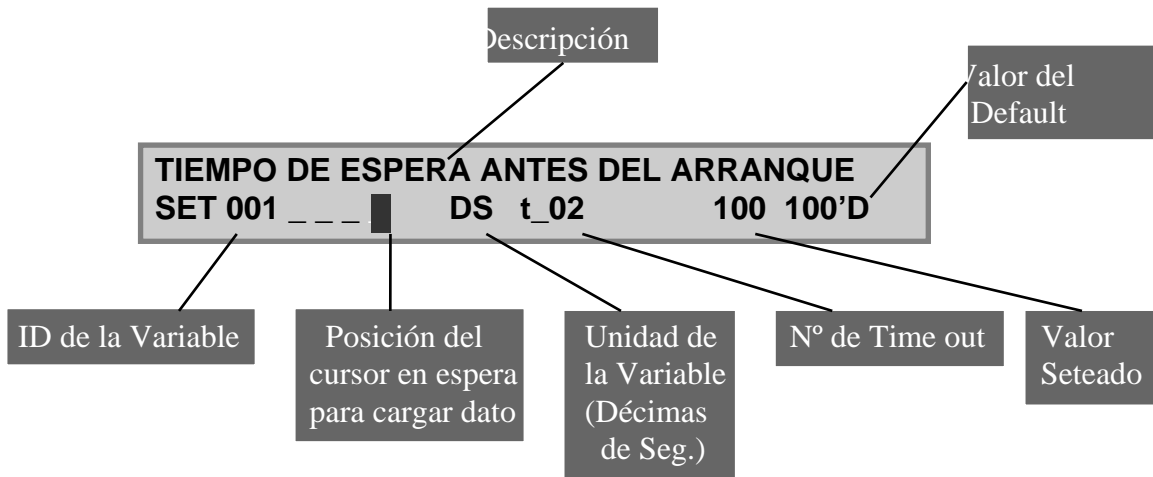 Descripción
Valor del
Default
TIEMPO DE ESPERA ANTES DEL ARRANQUE
SET 001 _ _ _ _ DS t_02 100 100’D
ID de la Variable
Posición del
cursor en espera
para cargar dato
Unidad de
la Variable
(Décimas
de Seg.)
Nº de Time out
Valor
Seteado